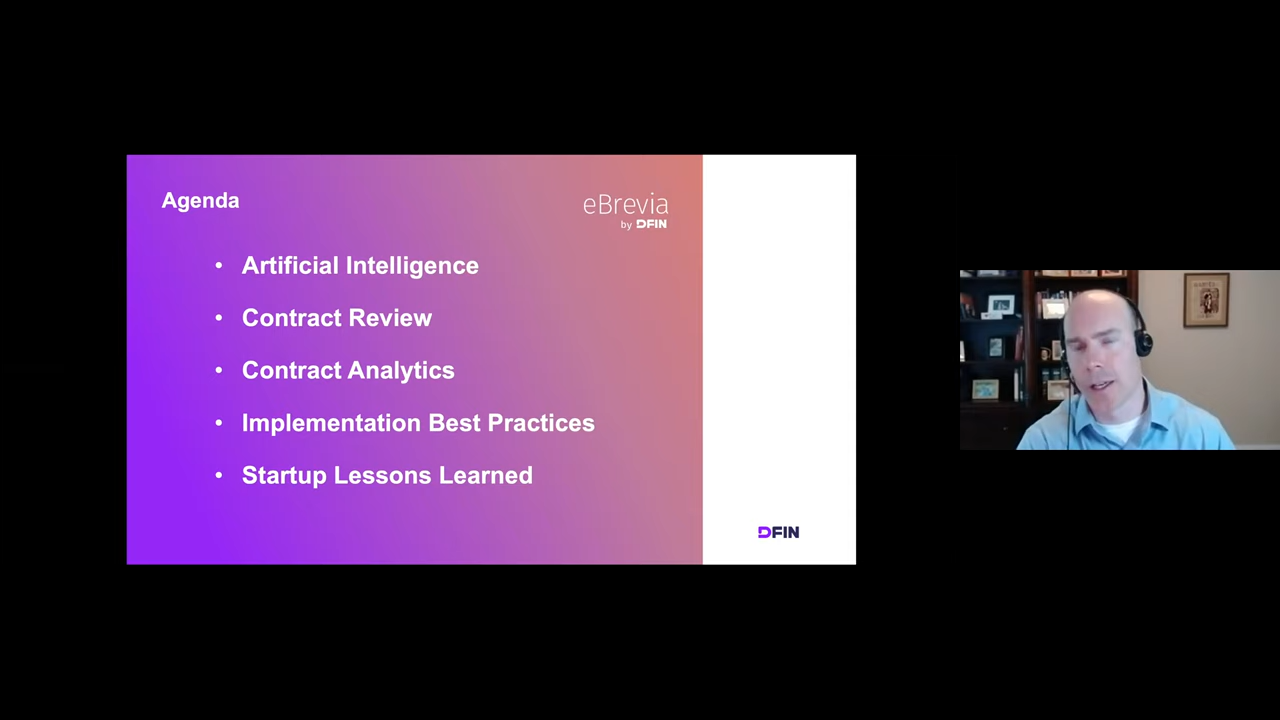 Agenda
eBrevia
by DFIN
• Artificial Intelligence
• Contract Review
• Contract Analytics
• Implementation Best Practices
• Startup Lessons Learned
DFIN